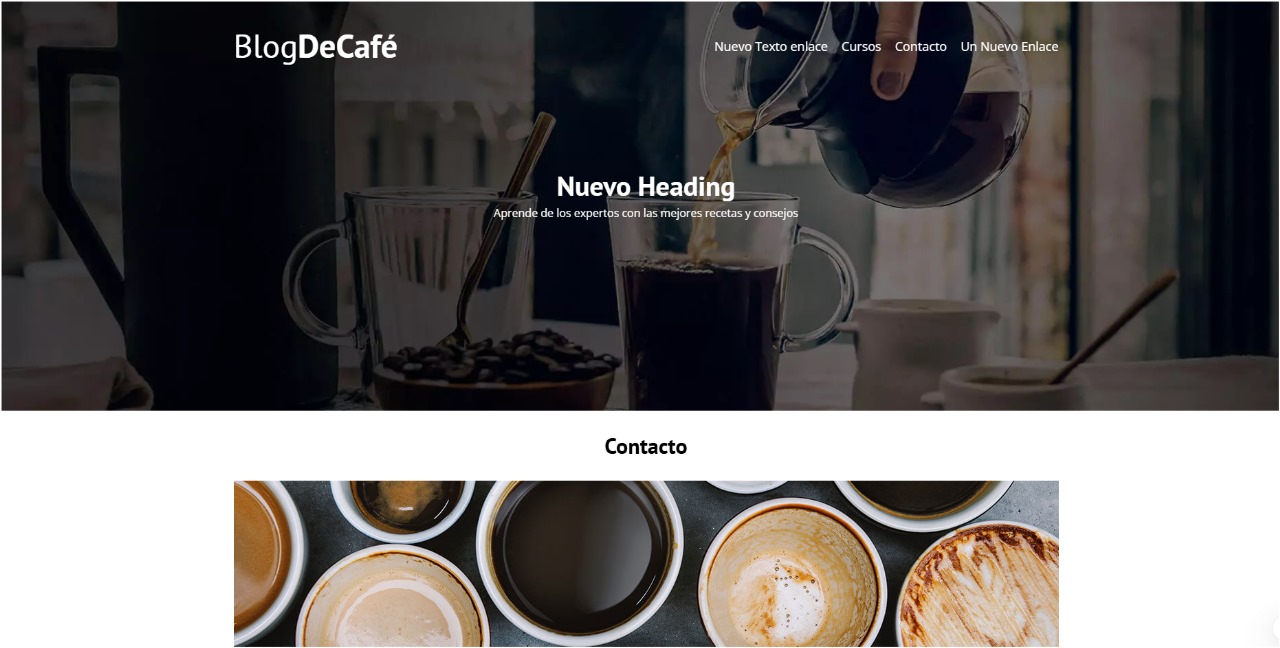 BlogDeCafé
Nuevo Texto enlace Cursos Contacto Un Nuevo Enlace
Nuevo Heading
Aprende de los expertos con las mejores recetas y consejos
Contacto